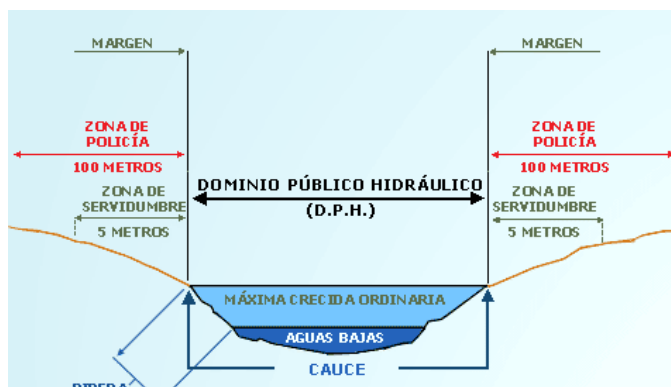 MARGEN
MARGEN
ZONA DE
POLICÍA
100 METROS
ZONA DE
POLICÍA
100 METROS
DOMINIO PÚBLICO HIDRÁULICO
(D.P.H.)
ZONA DE
SERVIDUMBRE
5 METROS
ZONA DE
SERVIDUMBRE
5 METROS
MÁXIMA CRECIDA ORDINARIA
AGUAS BAJAS
CAUCE
RIBERA